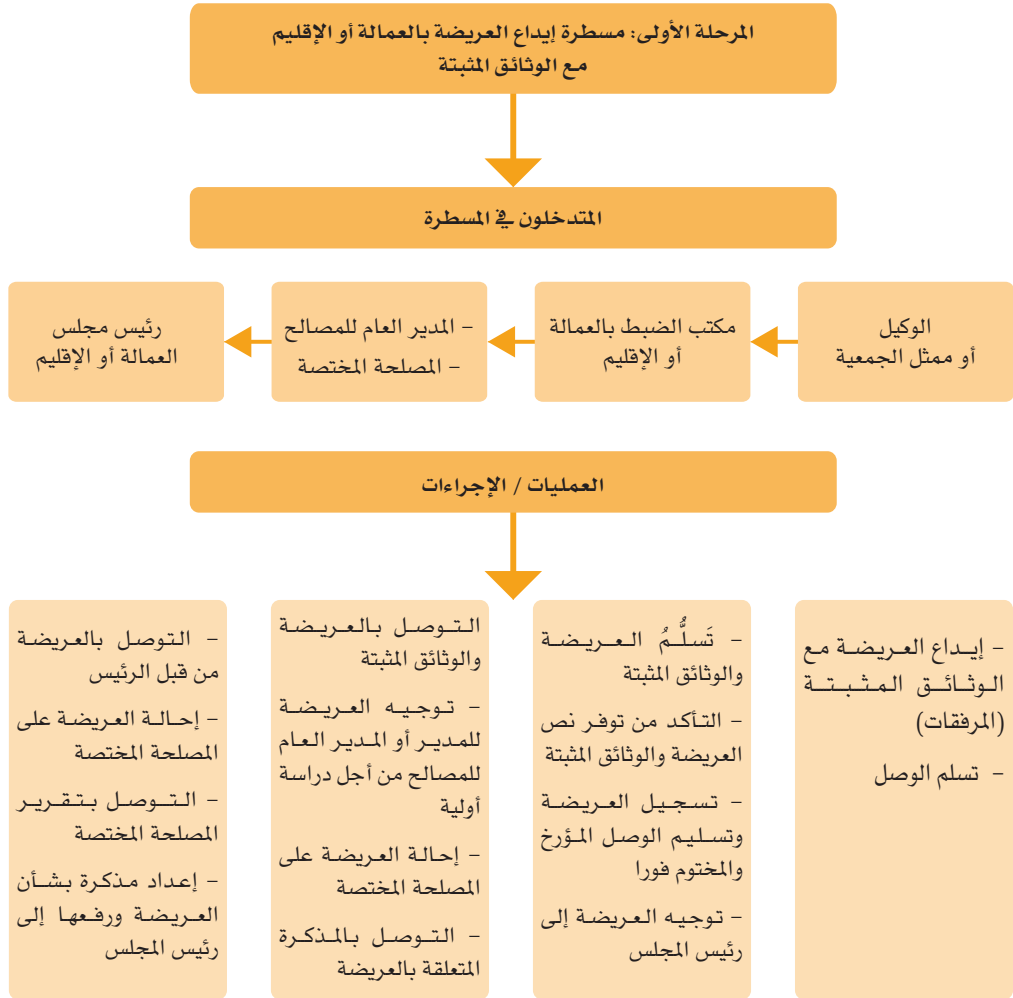 المرحلة الأولى: مسطرة إيداع العريضة بالعمالة أو الإقليم
مع الوثائق المثبتة
المتدخلون في المسطرة
الوكيل
أو ممثل الجمعية
مكتب الضبط بالعمالة
أو الإقليم
- المدير العام للمصالح
- المصلحة المختصة
رئيس مجلس
العمالة أو الإقليم
العمليات / الإجراءات
- إيداع العريضة مع
الوثائق المثبتة
(المرفقات)
- تسلم الوصل
- تَسلُّمُ العريضة
والوثائق المثبتة
- التأكد من توفر نص
العريضة والوثائق المثبتة
- تسجيل العريضة
وتسليم الوصل المؤرخ
والمختوم فورا
- توجيه العريضة إلى
رئيس المجلس
التوصل بالعريضة
والوثائق المثبتة
- توجيه العريضة
للمدير أو المدير العام
للمصالح من أجل دراسة
أولية
- إحالة العريضة على
المصلحة المختصة
- التوصل بالمذكرة
المتعلقة بالعريضة
- التوصل بالعريضة
من قبل الرئيس
- إحالة العريضة على
المصلحة المختصة
- التوصل بتقرير
المصلحة المختصة
- إعداد مذكرة بشأن
العريضة ورفعها إلى
رئيس المجلس